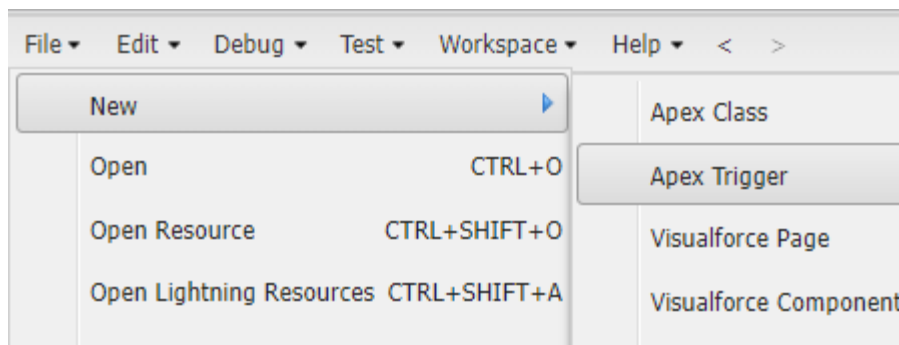 File Edit Debug Test Workspace Help < >
New
Open CTRL+O
Open Resource CTRL+SHIFT+O
Open Lightning Resources CTRL+SHIFT+A
Apex Class
Apex Trigger
Visualforce Page
Visualforce Component